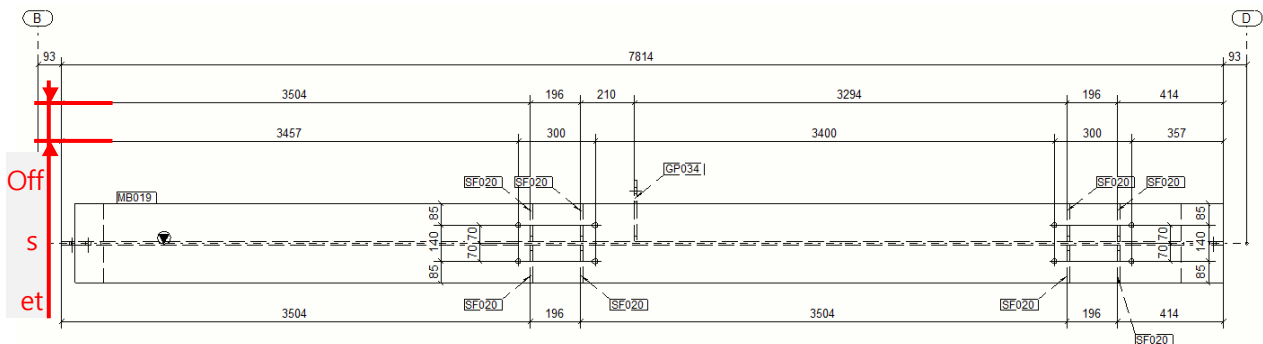 B D
93 7814 93
3504 196 210 3294 196 414
3457 300 3400 300 357
Off
s
et
GP034
SF020 SF020 SF020 SF020
MB019
85 85
70 70 140 140 70 70
85 85
SF020 SF020 SF020
3504 196 3504 196 414
SF020